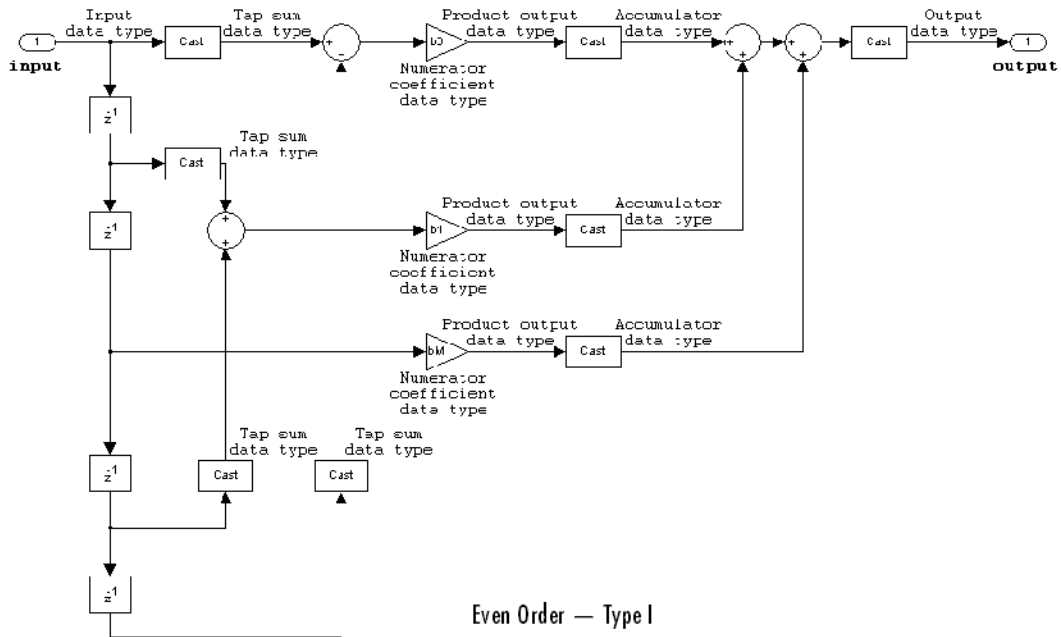 Input
data type
Tap sum
data type
Product output
data type
Accumulator
data type
Output
data type
1
Cast
+
-
b0
Cast
+
+
+
+
Cast
1
input
output
Numerator
coefficient
data type
z-1
Tap sum
data type
Cast
z-1
+
+
Product output
data type
Accumulator
data type
b1
Cast
Numerator
coefficient
data type
Product output
data type
Accumulator
data type
bM
Cast
Numerator
coefficient
data type
Tap sum
data type
Tap sum
data type
z-1
Cast
Cast
z-1
Even Order — Type I